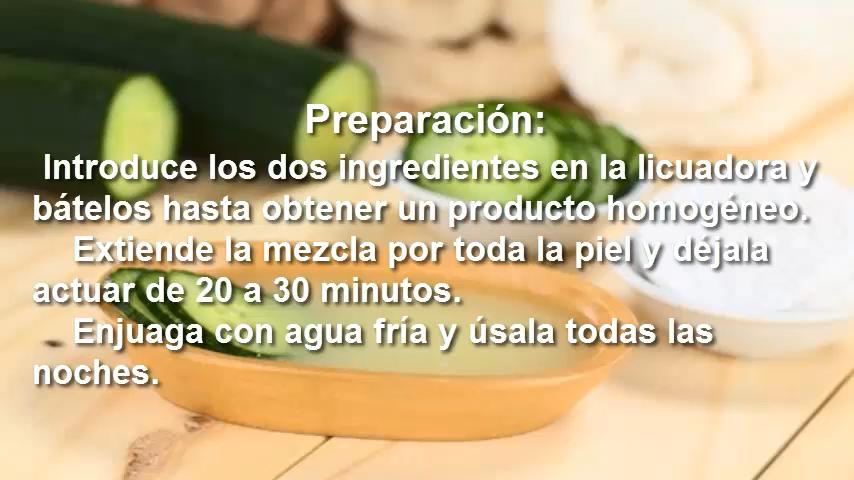 Preparación:
Introduce los dos ingredientes en la licuadora y
bátelos hasta obtener un producto homogéneo.
Extiende la mezcla por toda la piel y déjala
actuar de 20 a 30 minutos.
Enjuaga con agua fría y úsala todas las
noches.